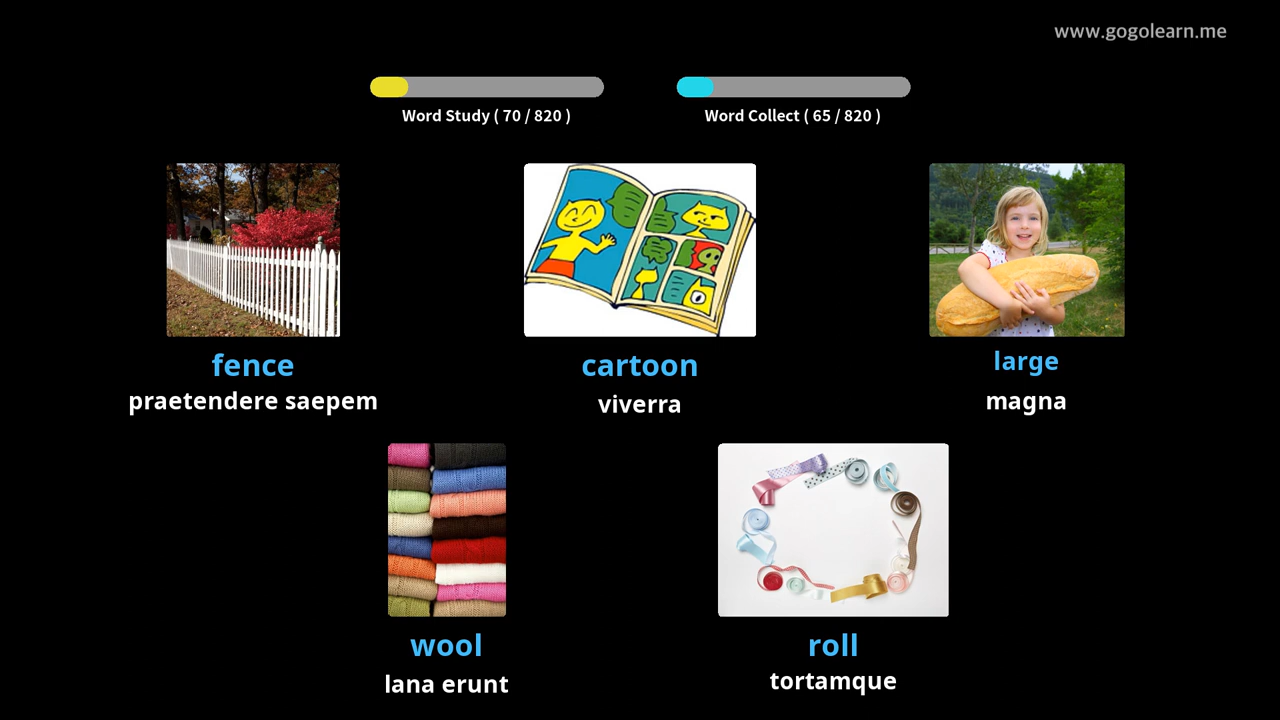 www.gogolearn.me
Word Study ( 70 / 820 )
Word Collect ( 65 / 820 )
fence
praetendere saepem
cartoon
viverra
large
magna
wool
lana erunt
roll
tortamque